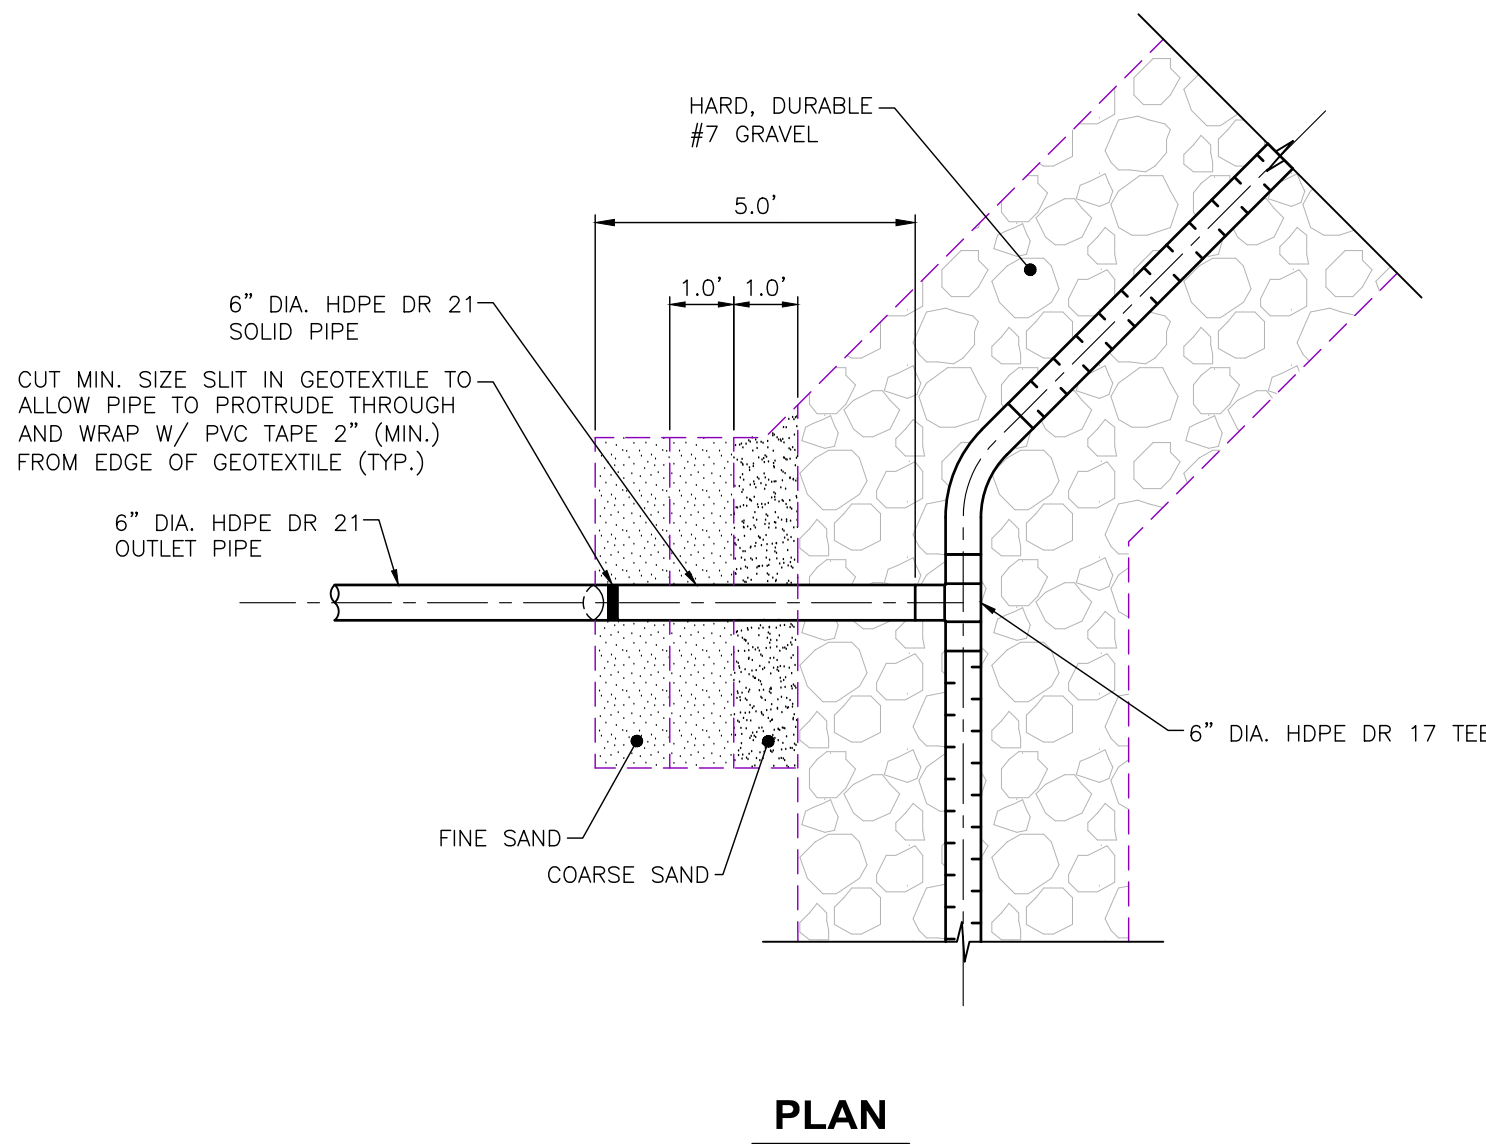 HARD, DURABLE
#7 GRAVEL
5.0'
1.0'
1.0'
6" DIA. HDPE DR 21
SOLID PIPE
CUT MIN. SIZE SLIT IN GEOTEXTILE TO
ALLOW PIPE TO PROTRUDE THROUGH
AND WRAP W/ PVC TAPE 2" (MIN.)
FROM EDGE OF GEOTEXTILE (TYP.)
6" DIA. HDPE DR 21
OUTLET PIPE
6" DIA. HDPE DR 17 TEE
FINE SAND
COARSE SAND
PLAN